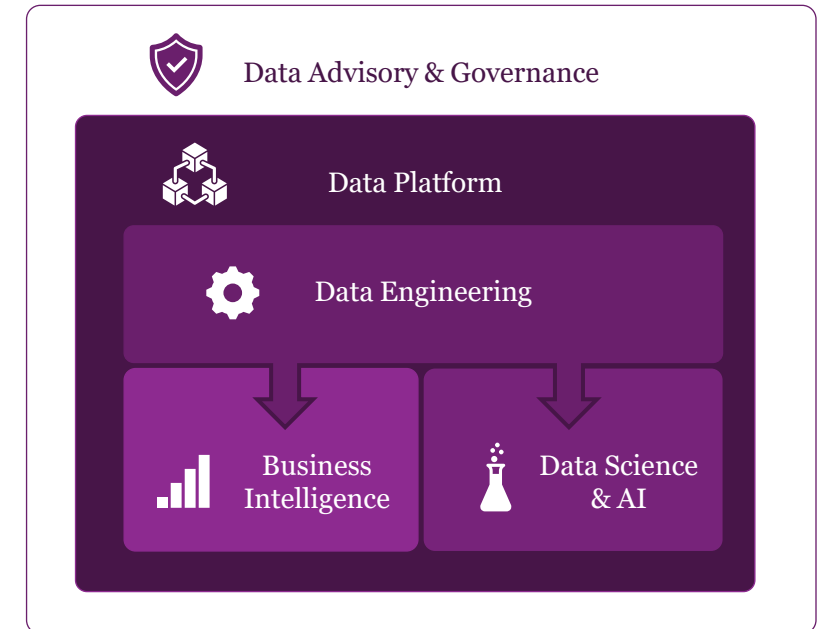 Data Advisory & Governance
Data Platform
Data Engineering
Business
Intelligence
Data Science
& AI